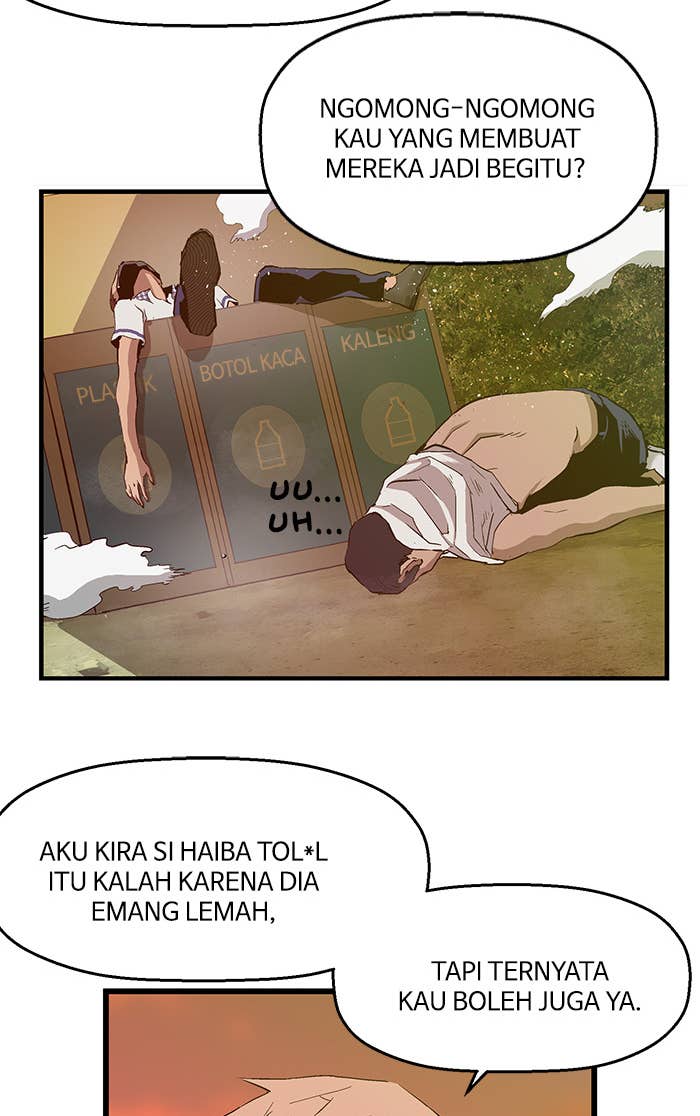 NGOMONG-NGOMONG
KAU YANG MEMBUAT
MEREKA JADI BEGITU?
BOTOL KACA
KALENG
UU...
UH...
AKU KIRA SI HAIBA TOL*L
ITU KALAH KARENA DIA
EMANG LEMAH,
TAPI TERNYATA
KAU BOLEH JUGA YA.